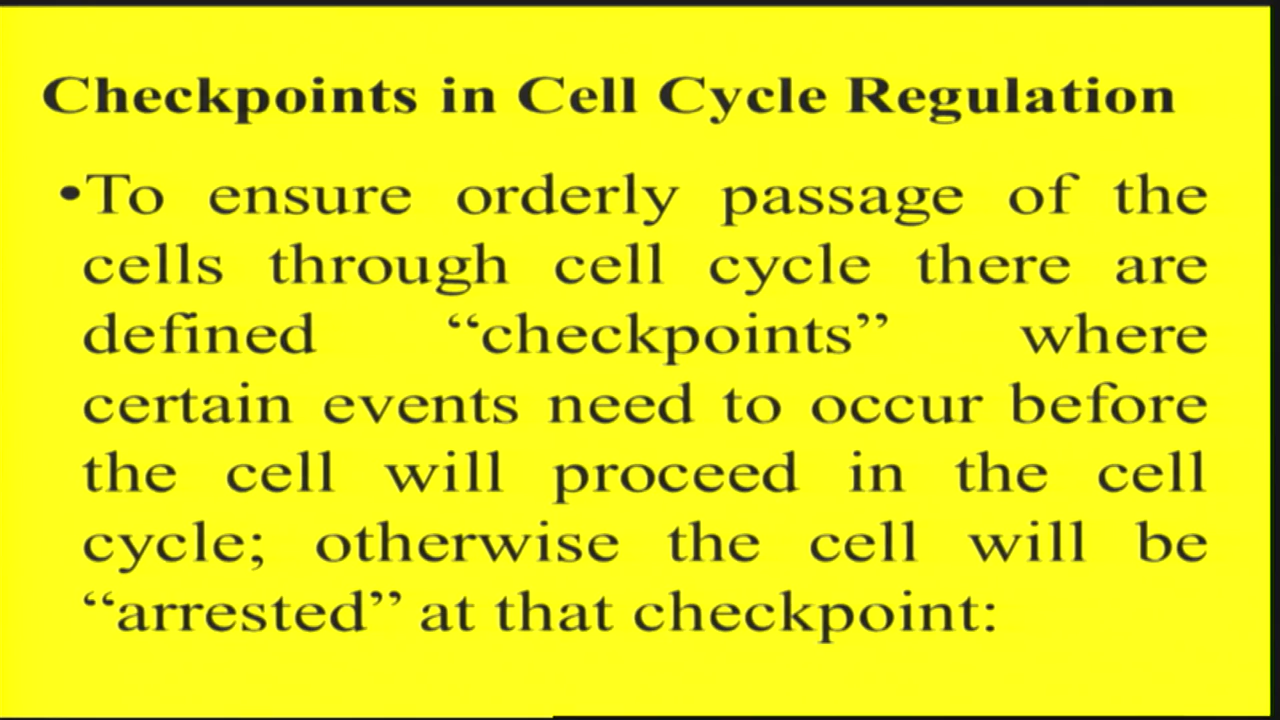 Checkpoints in Cell Cycle Regulation
•To ensure orderly passage of the
cells through cell cycle there are
defined “checkpoints” where
certain events need to occur before
the cell will proceed in the cell
cycle; otherwise the cell will be
“arrested” at that checkpoint: